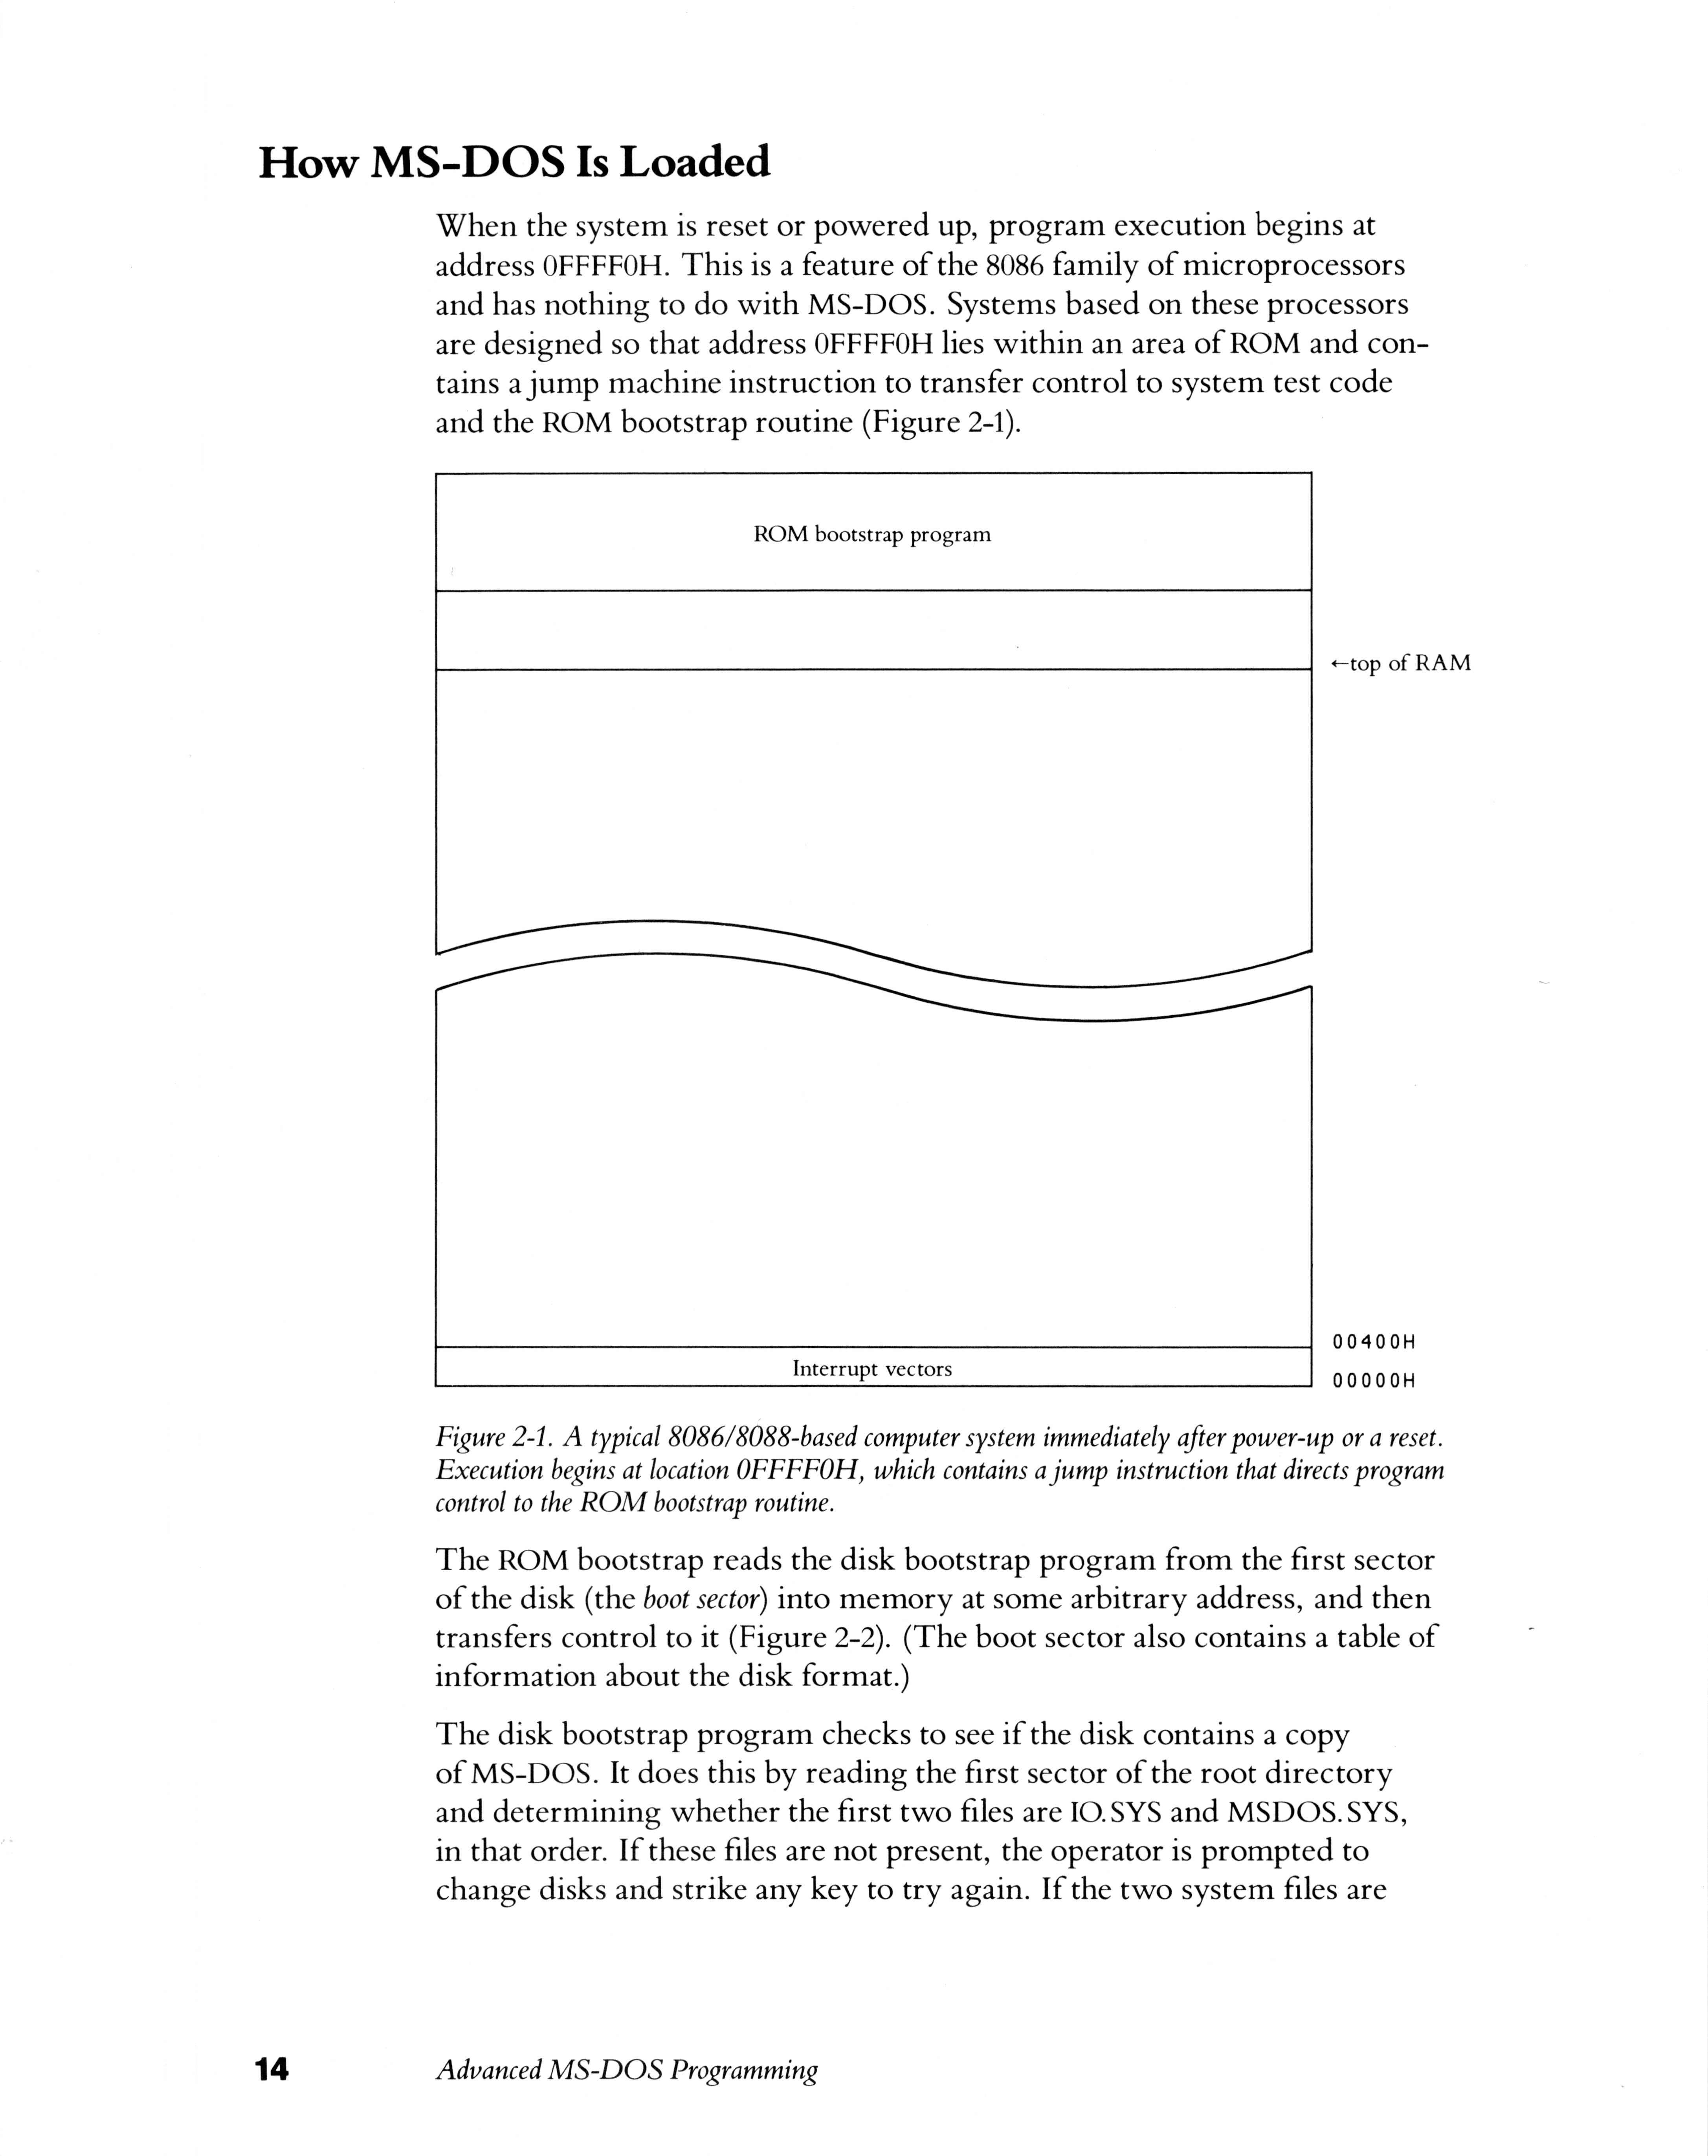 How MS-DOS Is Loaded
When the system is reset or powered up, program execution begins at
address 0FFFF0H. This is a feature of the 8086 family of microprocessors
and has nothing to do with MS-DOS. Systems based on these processors
are designed so that address 0FFFF0H lies within an area of ROM and con-
tains a jump machine instruction to transfer control to system test code
and the ROM bootstrap routine (Figure 2-1).
ROM bootstrap program
←top of RAM
00400H
Interrupt vectors
00000H
Figure 2-1. A typical 8086/8088-based computer system immediately after power-up or a reset.
Execution begins at location 0FFFF0H, which contains a jump instruction that directs program
control to the ROM bootstrap routine.
The ROM bootstrap reads the disk bootstrap program from the first sector
of the disk (the boot sector) into memory at some arbitrary address, and then
transfers control to it (Figure 2-2). (The boot sector also contains a table of
information about the disk format.)
The disk bootstrap program checks to see if the disk contains a copy
of MS-DOS. It does this by reading the first sector of the root directory
and determining whether the first two files are IO.SYS and MSDOS.SYS,
in that order. If these files are not present, the operator is prompted to
change disks and strike any key to try again. If the two system files are
14 Advanced MS-DOS Programming